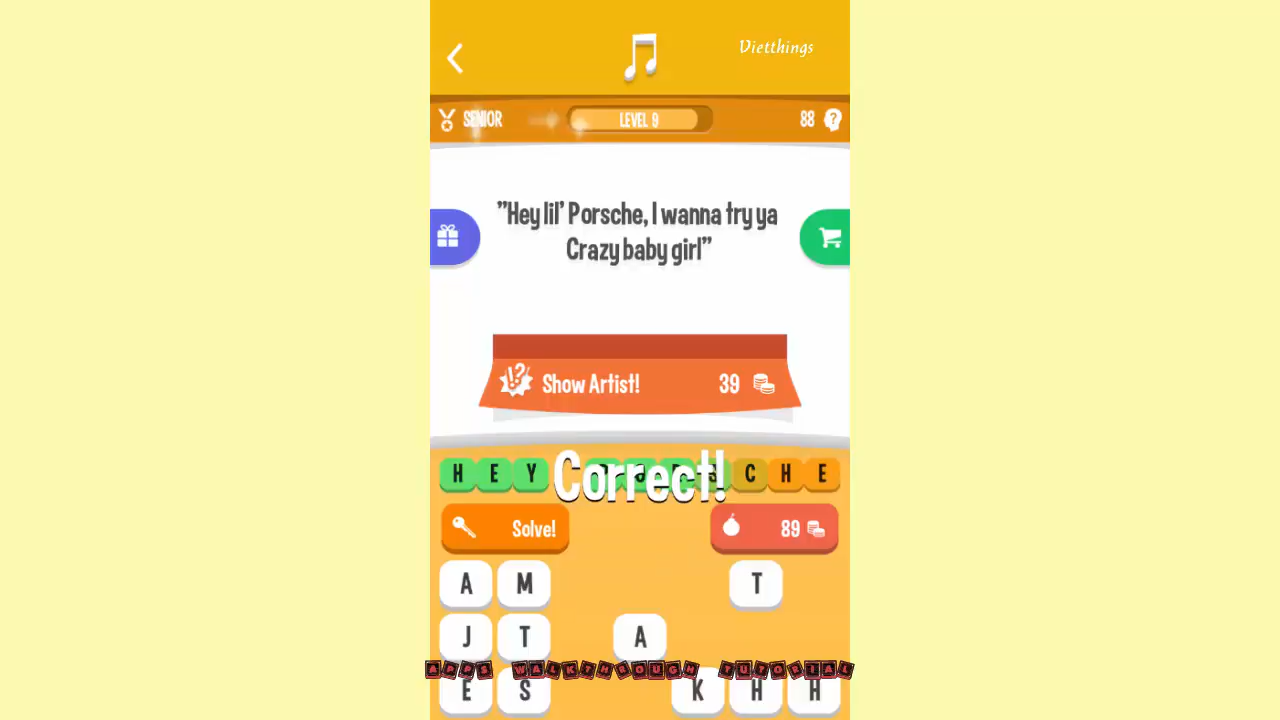 Vietthings
SENIOR
LEVEL 9
88
"Hey lil' Porsche, I wanna try ya
Crazy baby girl"
Show Artist!
39
H E Y
C H E
Correct!
Solve!
89
A M T
J T A
APPS WALKTHROUGH TUTORIAL
E S K H H